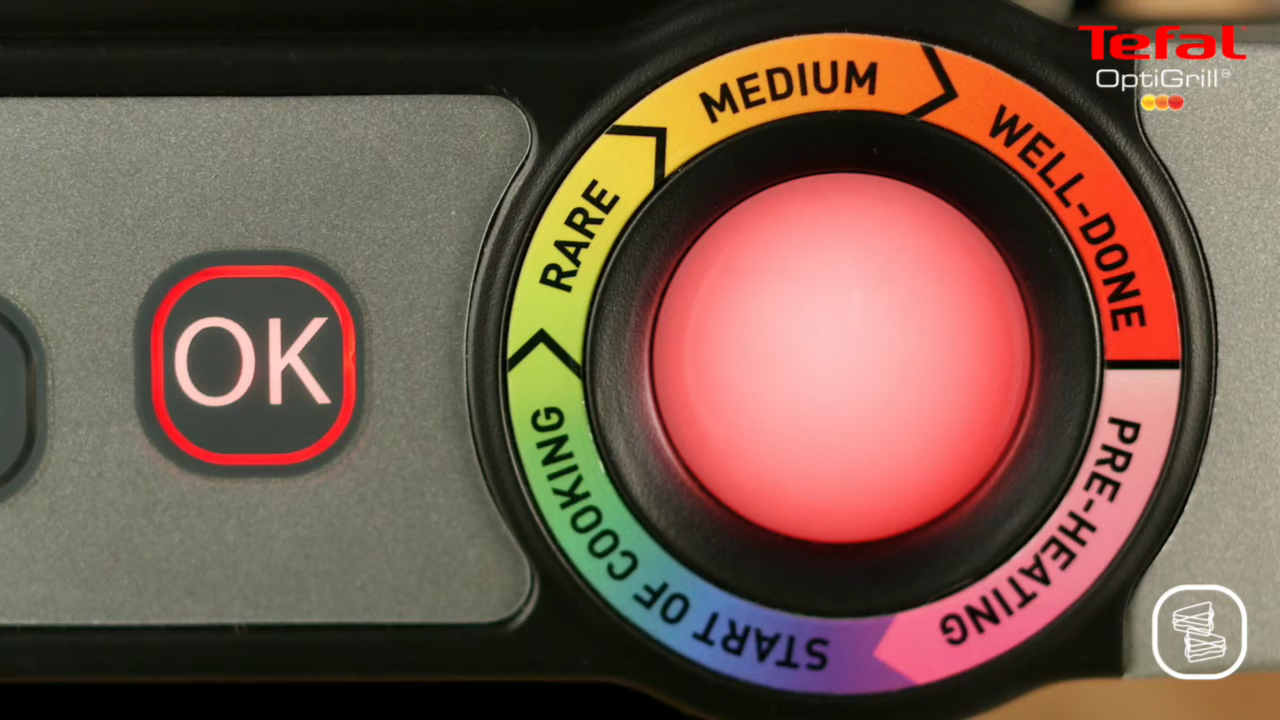 Tefal
OptiGrill®
OK
PRE-HEATING
START OF COOKING
RARE
MEDIUM
WELL-DONE